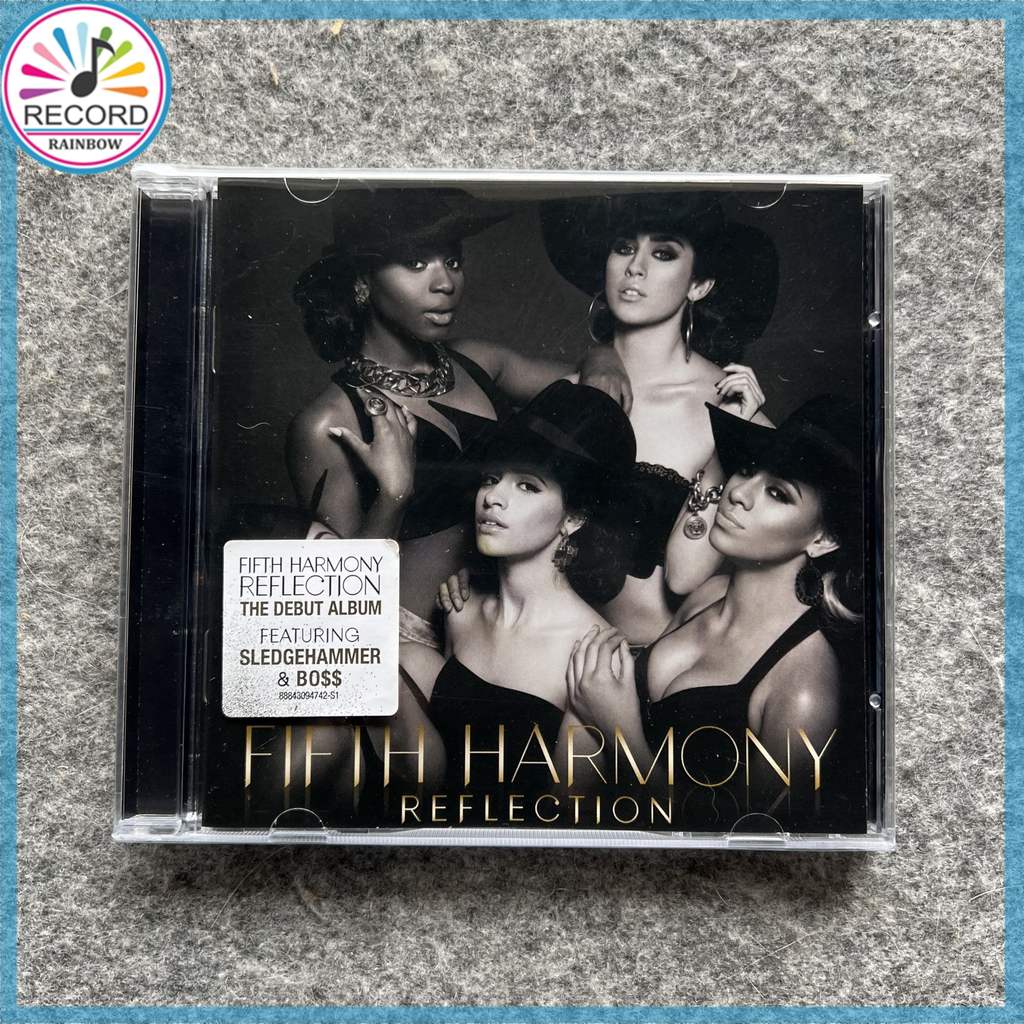 RECORD
RAINBOW
FIFTH HARMONY
REFLECTION
THE DEBUT ALBUM
FEATURING
SLEDGEHAMMER
& BO$$
88843094742-S1
FIFTH HARMONY
REFLECTION